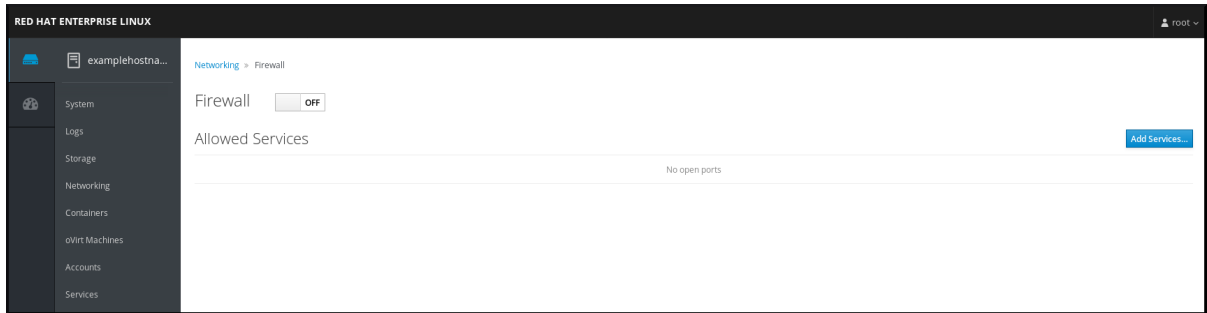 RED HAT ENTERPRISE LINUX
root
examplehostna...
System
Logs
Storage
Networking
Containers
oVirt Machines
Accounts
Services
Networking » Firewall
Firewall OFF
Allowed Services
Add Services...
No open ports